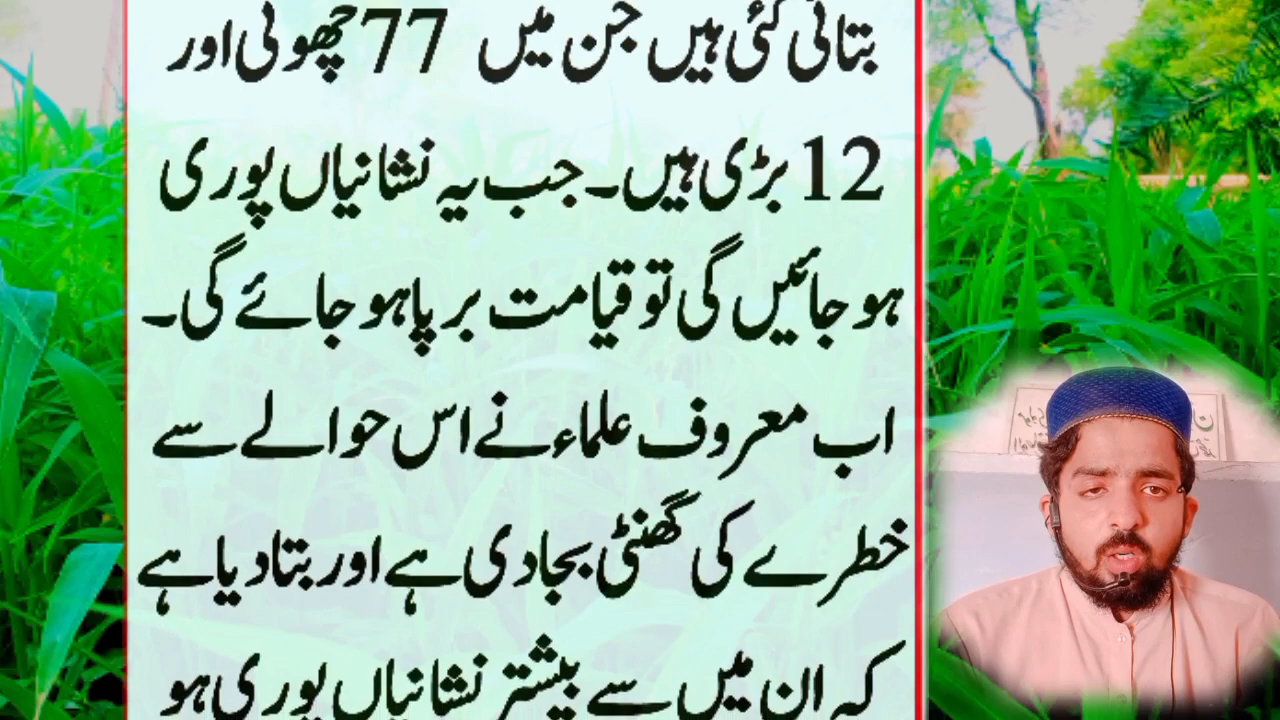 بتائی گئی ہیں جن میں 77 چھوٹی اور
12 بڑی ہیں۔ جب یہ نشانیاں پوری
ہو جائیں گی تو قیامت برپا ہو جائے گی۔
اب معروف علماء نے اس حوالے سے
خطرے کی گھنٹی بجا دی ہے اور بتا دیا ہے
کہ ان میں سے بیشتر نشانیاں پوری ہو